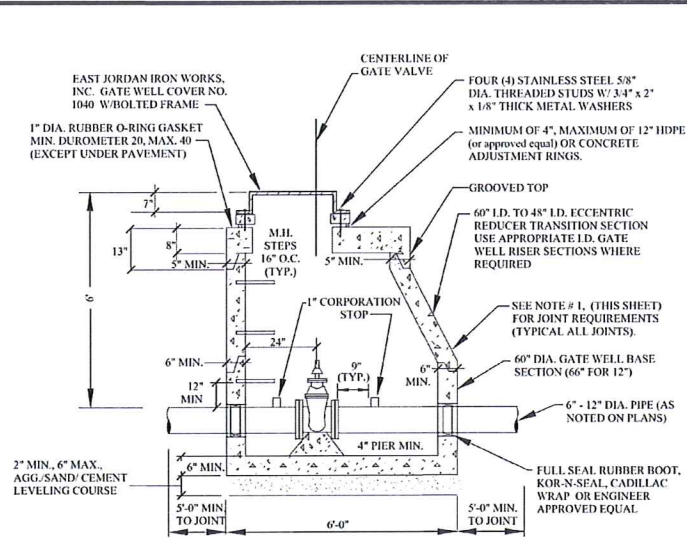 CENTERLINE OF
GATE VALVE
EAST JORDAN IRON WORKS,
INC. GATE WELL COVER NO.
1040 W/BOLTED FRAME
FOUR (4) STAINLESS STEEL 5/8"
DIA. THREADED STUDS W/ 3/4" x 2"
x 1/8" THICK METAL WASHERS
1" DIA. RUBBER O-RING GASKET
MIN. DUROMETER 20, MAX. 40
(EXCEPT UNDER PAVEMENT)
MINIMUM OF 4", MAXIMUM OF 12" HDPE
(or approved equal) OR CONCRETE
ADJUSTMENT RINGS.
GROOVED TOP
7"
60" I.D. TO 48" I.D. ECCENTRIC
REDUCER TRANSITION SECTION
USE APPROPRIATE I.D. GATE
WELL RISER SECTIONS WHERE
REQUIRED
13"
8"
5" MIN.
M.H.
STEPS
16" O.C.
(TYP.)
5" MIN.
6'
1" CORPORATION
STOP
SEE NOTE # 1, (THIS SHEET)
FOR JOINT REQUIREMENTS
(TYPICAL ALL JOINTS).
24"
6" MIN.
9"
(TYP.)
6"
MIN.
60" DIA. GATE WELL BASE
SECTION (66" FOR 12")
12"
MIN
6" - 12" DIA. PIPE (AS
NOTED ON PLANS)
4" PIER MIN.
2" MIN., 6" MAX.,
AGG./SAND/ CEMENT
LEVELING COURSE
6" MIN.
FULL SEAL RUBBER BOOT,
KOR-N-SEAL, CADILLAC
WRAP OR ENGINEER
APPROVED EQUAL
5'-0" MIN.
TO JOINT
6'-0"
5'-0" MIN.
TO JOINT